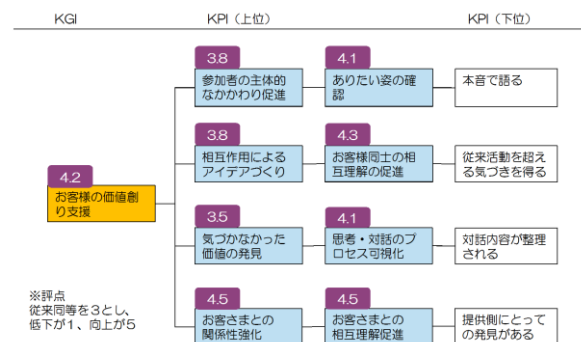 KGI
KPI（上位）
KPI（下位）
3.8
参加者の主体的
なかかわり促進
4.1
ありたい姿の確
認
本音で語る
3.8
相互作用による
アイデアづくり
4.3
お客様同士の相
互理解の促進
従来活動を超え
る気づきを得る
4.2
お客様の価値創
り支援
3.5
気づかなかった
価値の発見
4.1
思考・対話のプ
ロセス可視化
対話内容が整理
される
4.5
お客さまとの
関係性強化
4.5
お客さまとの
相互理解促進
提供側にとって
の発見がある
※評点
従来同等を３とし、
低下が１、向上が５